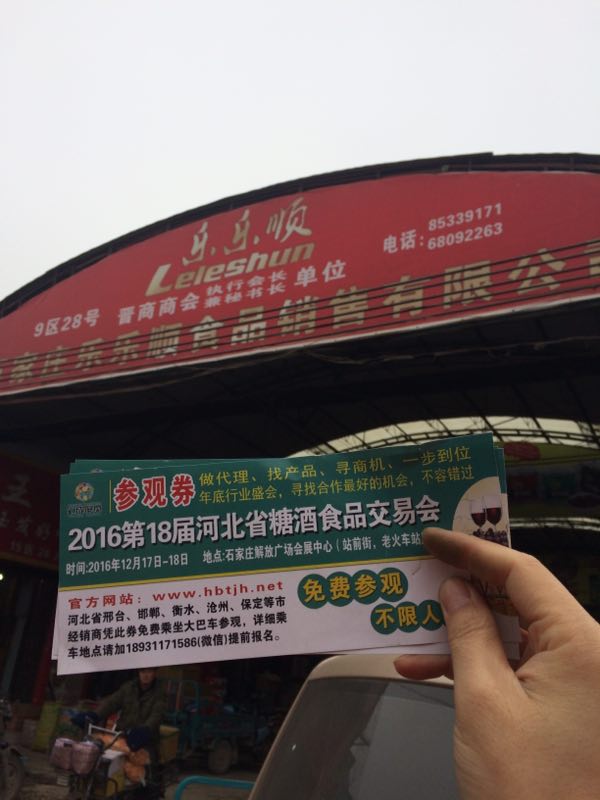 乐乐顺
Leleshun
电话：85339171
68092263
9区28号 晋商商会 执行会长兼秘书长 单位
家庄乐乐顺食品销售有限公
参观券
做代理、找产品、寻商机、一步到位
年底行业盛会，寻找合作最好的机会，不容错过
2016第18届河北省糖酒食品交易会
时间:2016年12月17日-18日 地点:石家庄解放广场会展中心（站前街，老火车站
官方网站：www.hbtjh.net
河北省邢台、邯郸、衡水、沧州、保定等市
经销商凭此券免费乘坐大巴车参观，详细乘
车地点请加18931171586(微信)提前报名。
免费参观
不限人